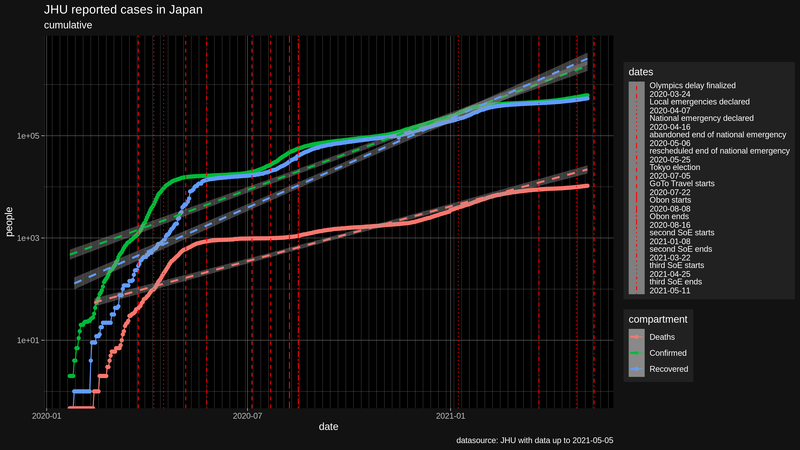 JHU reported cases in Japan
cumulative
people
1e+05
1e+03
1e+01
2020-01
2020-07
2021-01
date
dates
Olympics delay finalized
2020-03-24
Local emergencies declared
2020-04-07
National emergency declared
2020-04-16
abandoned end of national emergency
2020-05-06
rescheduled end of national emergency
2020-05-25
Tokyo election
2020-07-05
GoTo Travel starts
2020-07-22
Obon starts
2020-08-08
Obon ends
2020-08-16
second SoE starts
2021-01-08
second SoE ends
2021-03-22
third SoE starts
2021-04-25
third SoE ends
2021-05-11
compartment
Deaths
Confirmed
Recovered
datasource: JHU with data up to 2021-05-05